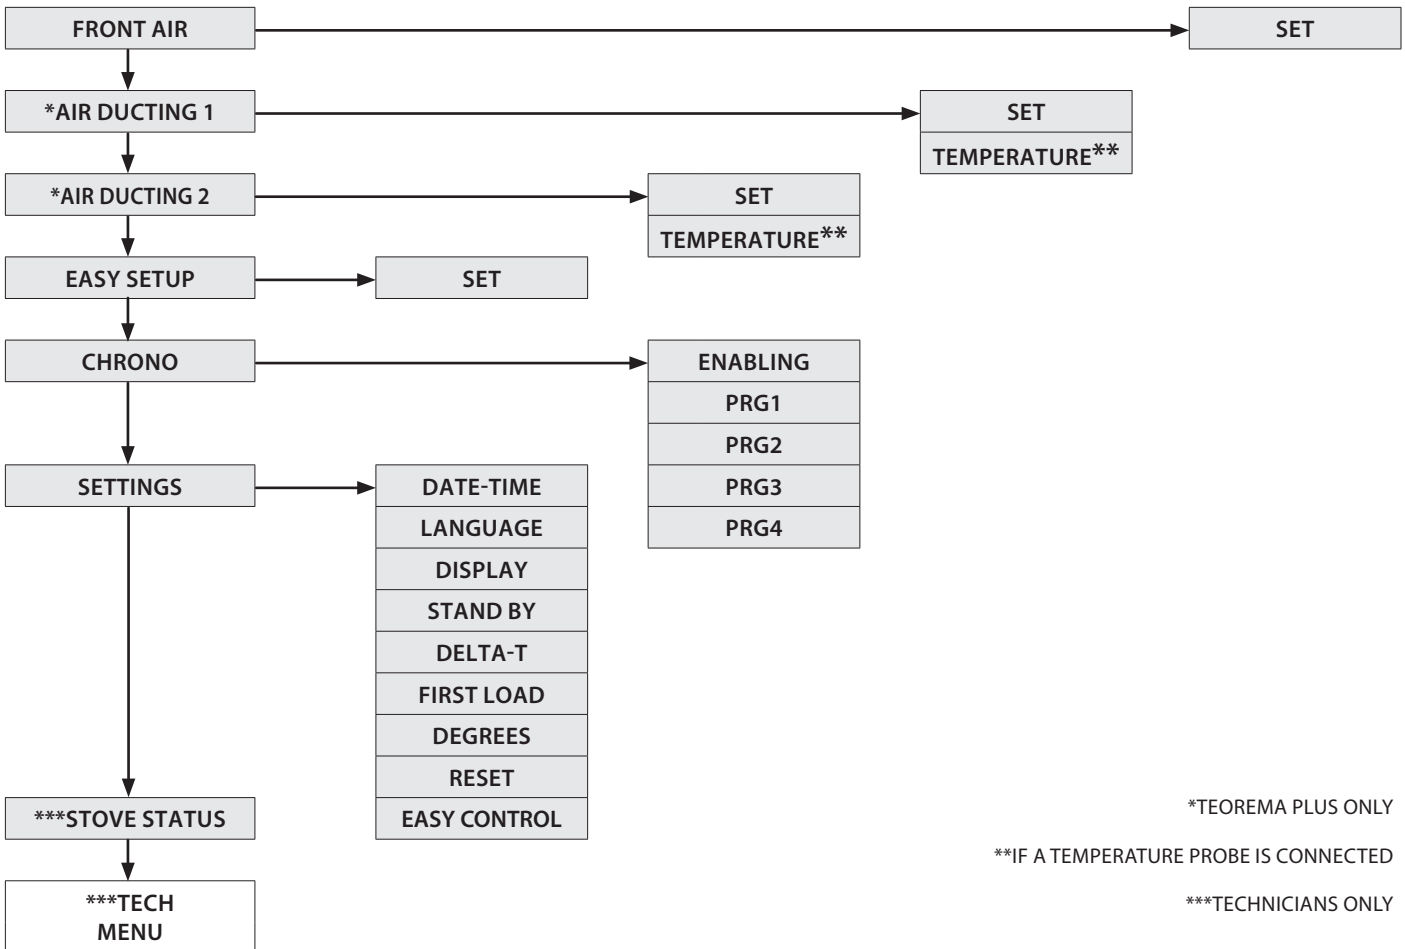 FRONT AIR
SET
*AIR DUCTING 1
SET
TEMPERATURE**
*AIR DUCTING 2
SET
TEMPERATURE**
EASY SETUP
SET
CHRONO
ENABLING
PRG1
PRG2
PRG3
PRG4
SETTINGS
DATE-TIME
LANGUAGE
DISPLAY
STAND BY
DELTA-T
FIRST LOAD
DEGREES
RESET
EASY CONTROL
***STOVE STATUS
***TECH
MENU
*TEOREMA PLUS ONLY
**IF A TEMPERATURE PROBE IS CONNECTED
***TECHNICIANS ONLY